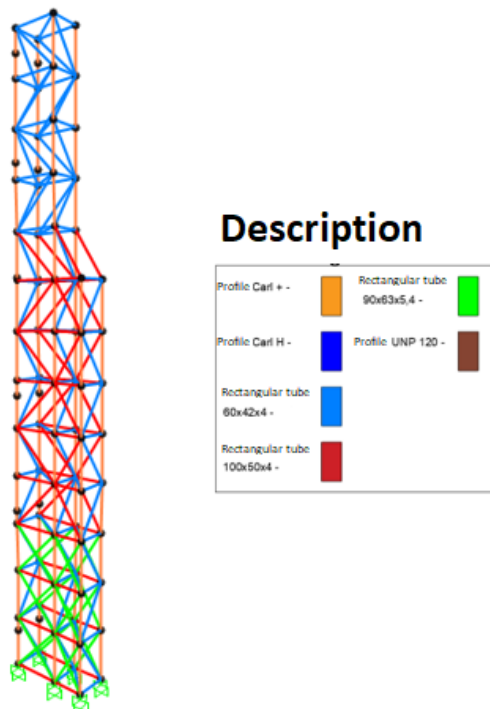 Description
Profile Carl + -
Rectangular tube
90x63x5,4 -
Profile Carl H -
Profile UNP 120 -
Rectangular tube
60x42x4 -
Rectangular tube
100x50x4 -